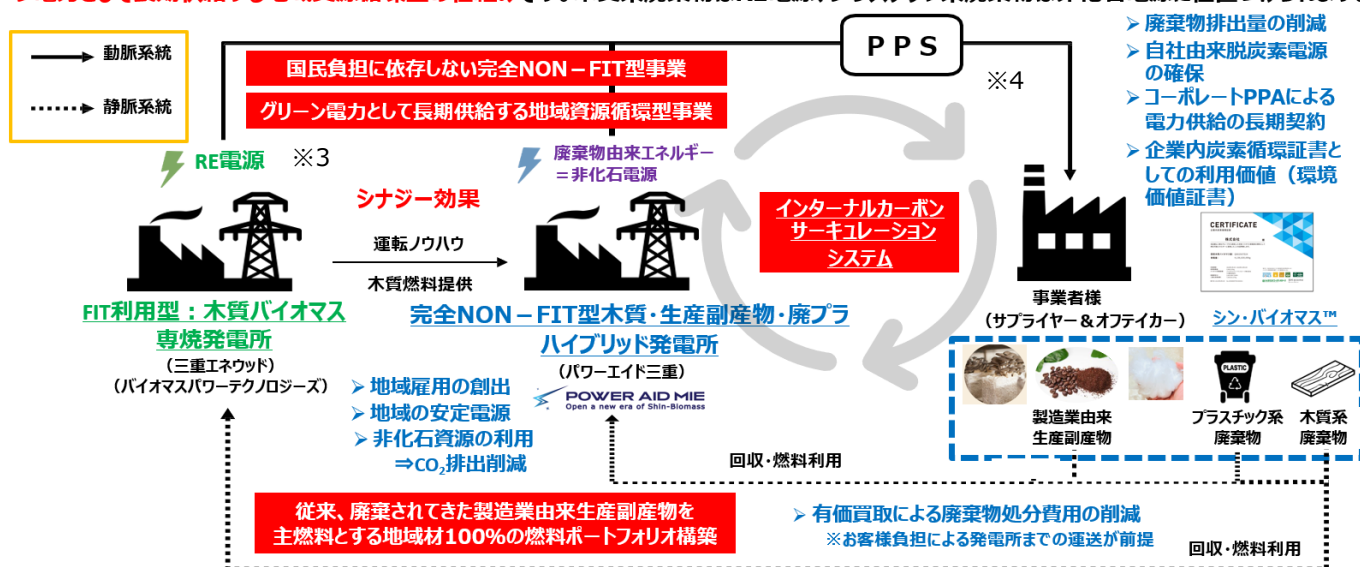 動脈系統
静脈系統
国民負担に依存しない完全NON－FIT型事業
グリーン電力として長期供給する地域資源循環型事業
PPS
※4
➢ 廃棄物排出量の削減
➢ 自社由来脱炭素電源
の確保
➢ コーポレートPPAによる
電力供給の長期契約
➢ 企業内炭素循環証書と
しての利用価値（環境
価値証書）
RE電源
※3
廃棄物由来エネルギー
＝非化石電源
シナジー効果
運転ノウハウ
木質燃料提供
インターナルカーボン
サーキュレーション
システム
CERTIFICATE
FIT利用型：木質バイオマス
専焼発電所
（三重エネウッド）
（バイオマスパワーテクノロジーズ）
完全NON－FIT型木質・生産副産物・廃プラ
ハイブリッド発電所
（パワーエイド三重）
POWER AID MIE
Open a new era of Shin-Biomass
事業者様
（サプライヤー＆オフテイカー）
シン・バイオマス™
➢ 地域雇用の創出
➢ 地域の安定電源
➢ 非化石資源の利用
⇒CO₂排出削減
PLASTIC
製造業由来
生産副産物
プラスチック系
廃棄物
木質系
廃棄物
回収・燃料利用
従来、廃棄されてきた製造業由来生産副産物を
主燃料とする地域材100%の燃料ポートフォリオ構築
➢ 有価買取による廃棄物処分費用の削減
※お客様負担による発電所までの運送が前提
回収・燃料利用